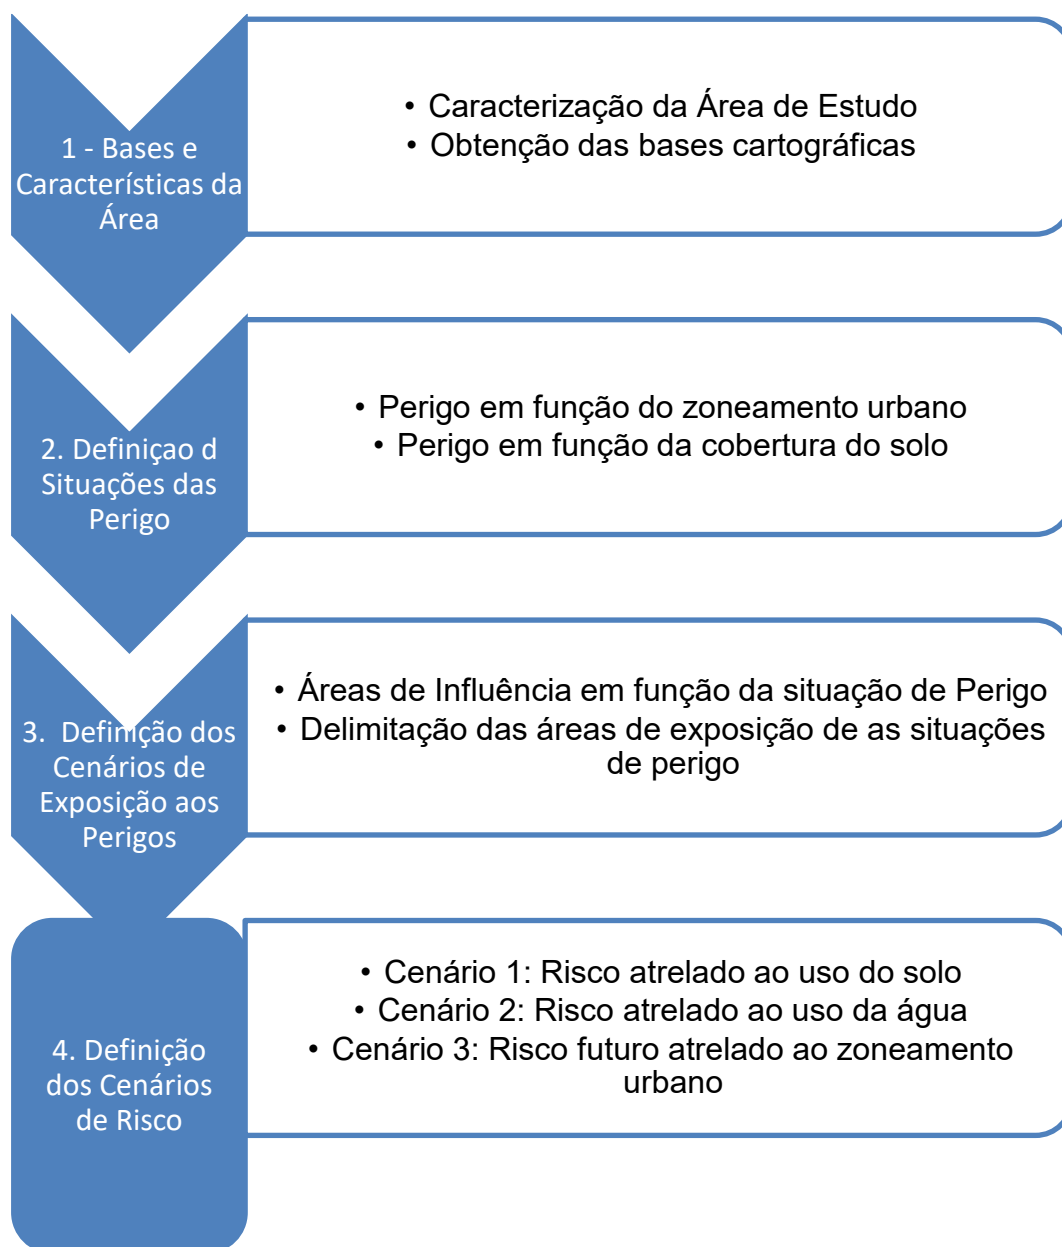 1 - Bases e
Características da
Área
• Caracterização da Área de Estudo
• Obtenção das bases cartográficas
2. Definiçao d
Situações das
Perigo
• Perigo em função do zoneamento urbano
• Perigo em função da cobertura do solo
3. Definição dos
Cenários de
Exposição aos
Perigos
• Áreas de Influência em função da situação de Perigo
• Delimitação das áreas de exposição de as situações
de perigo
4. Definição
dos Cenários
de Risco
• Cenário 1: Risco atrelado ao uso do solo
• Cenário 2: Risco atrelado ao uso da água
• Cenário 3: Risco futuro atrelado ao zoneamento
urbano